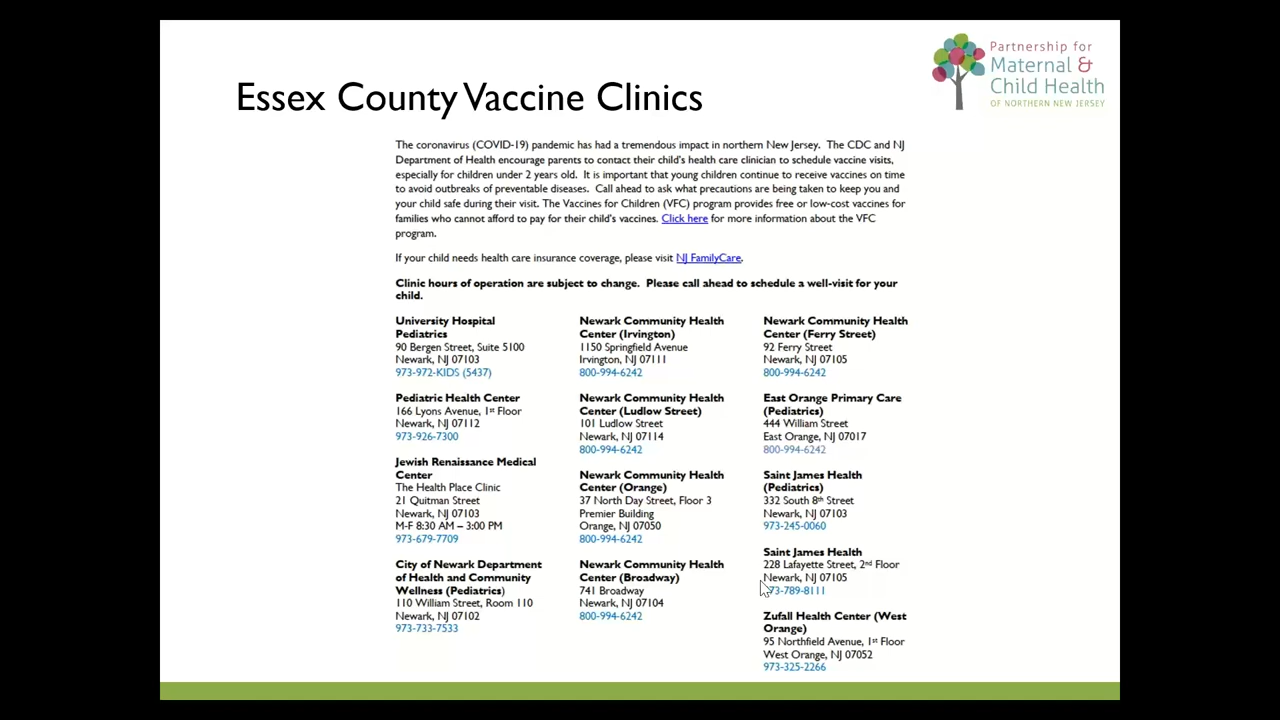 Partnership for
Maternal &
Child Health
OF NORTHERN NEW JERSEY
Essex County Vaccine Clinics
The coronavirus (COVID-19) pandemic has had a tremendous impact in northern New Jersey. The CDC and NJ
Department of Health encourage parents to contact their child's health care clinician to schedule vaccine visits,
especially for children under 2 years old. It is important that young children continue to receive vaccines on time
to avoid outbreaks of preventable diseases. Call ahead to ask what precautions are being taken to keep you and
your child safe during their visit. The Vaccines for Children (VFC) program provides free or low-cost vaccines for
families who cannot afford to pay for their child's vaccines. Click here for more information about the VFC
program.
If your child needs health care insurance coverage, please visit NJ FamilyCare.
Clinic hours of operation are subject to change. Please call ahead to schedule a well-visit for your
child.
University Hospital
Pediatrics
90 Bergen Street, Suite 5100
Newark, NJ 07103
973-972-KIDS (5437)
Pediatric Health Center
166 Lyons Avenue, 1st Floor
Newark, NJ 07112
973-926-7300
Jewish Renaissance Medical
Center
The Health Place Clinic
21 Quitman Street
Newark, NJ 07103
M-F 8:30 AM – 3:00 PM
973-679-7709
City of Newark Department
of Health and Community
Wellness (Pediatrics)
110 William Street, Room 110
Newark, NJ 07102
973-733-7533
Newark Community Health
Center (Irvington)
1150 Springfield Avenue
Irvington, NJ 07111
800-994-6242
Newark Community Health
Center (Ludlow Street)
101 Ludlow Street
Newark, NJ 07114
800-994-6242
Newark Community Health
Center (Orange)
37 North Day Street, Floor 3
Premier Building
Orange, NJ 07050
800-994-6242
Newark Community Health
Center (Broadway)
741 Broadway
Newark, NJ 07104
800-994-6242
Newark Community Health
Center (Ferry Street)
92 Ferry Street
Newark, NJ 07105
800-994-6242
East Orange Primary Care
(Pediatrics)
444 William Street
East Orange, NJ 07017
800-994-6242
Saint James Health
(Pediatrics)
332 South 8th Street
Newark, NJ 07103
973-245-0060
Saint James Health
228 Lafayette Street, 2nd Floor
Newark, NJ 07105
973-789-8111
Zufall Health Center (West
Orange)
95 Northfield Avenue, 1st Floor
West Orange, NJ 07052
973-325-2266